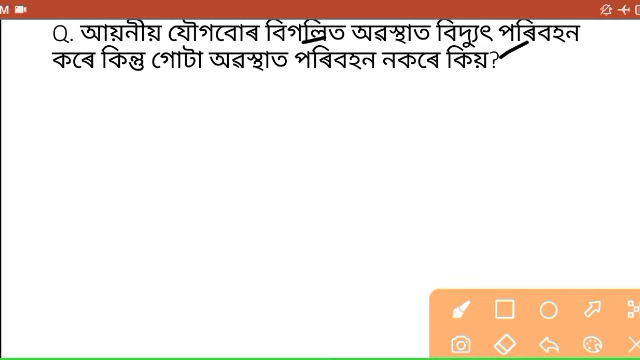 M
Q. আয়নীয় যৌগবোৰ বিগলিত অৱস্থাত বিদ্যুৎ পৰিবহন
কৰে কিন্তু গোটা অৱস্থাত পৰিবহন নকৰে কিয়?